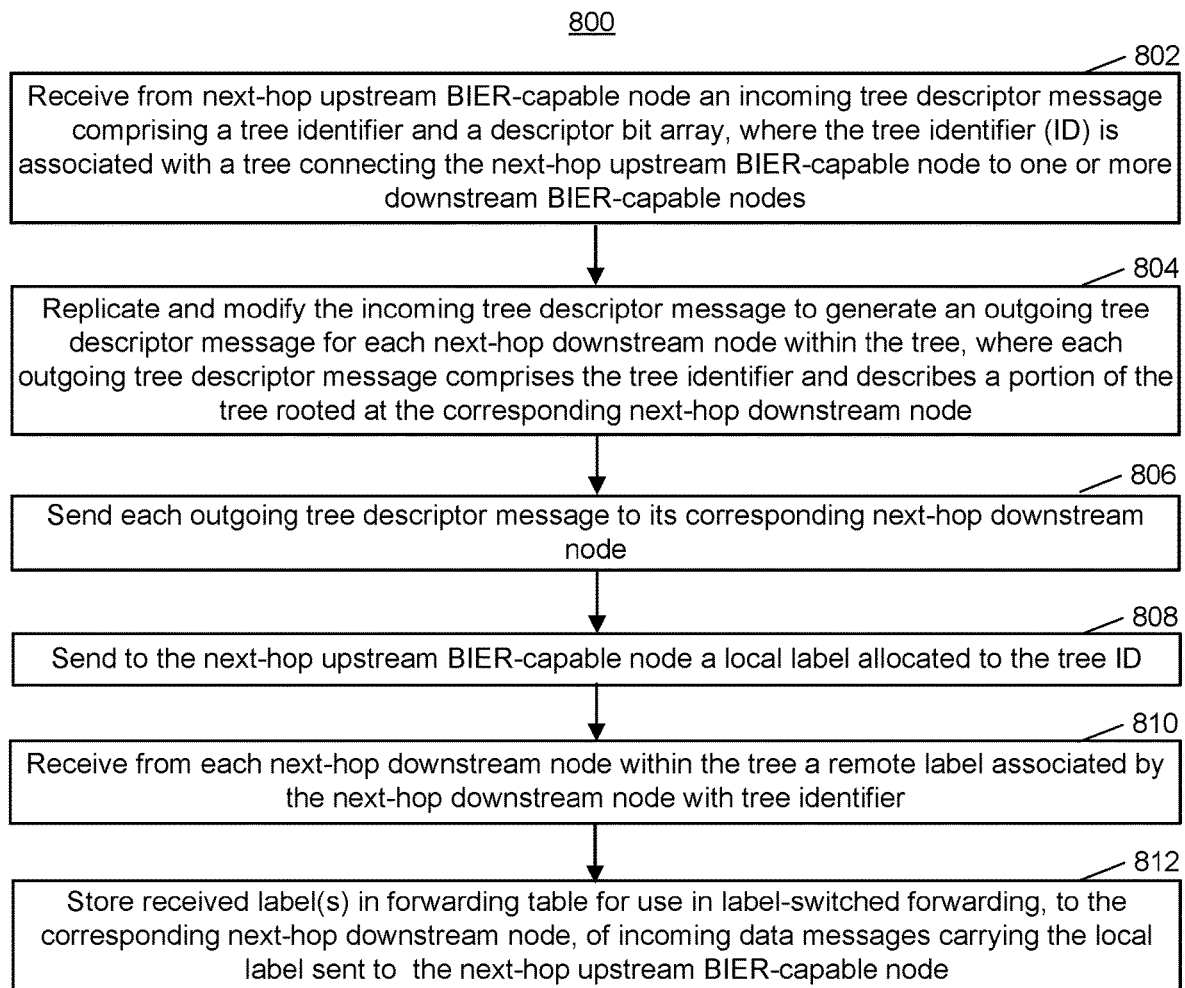 800
802
Receive from next-hop upstream BIER-capable node an incoming tree descriptor message
comprising a tree identifier and a descriptor bit array, where the tree identifier (ID) is
associated with a tree connecting the next-hop upstream BIER-capable node to one or more
downstream BIER-capable nodes
804
Replicate and modify the incoming tree descriptor message to generate an outgoing tree
descriptor message for each next-hop downstream node within the tree, where each
outgoing tree descriptor message comprises the tree identifier and describes a portion of the
tree rooted at the corresponding next-hop downstream node
806
Send each outgoing tree descriptor message to its corresponding next-hop downstream
node
808
Send to the next-hop upstream BIER-capable node a local label allocated to the tree ID
810
Receive from each next-hop downstream node within the tree a remote label associated by
the next-hop downstream node with tree identifier
812
Store received label(s) in forwarding table for use in label-switched forwarding, to the
corresponding next-hop downstream node, of incoming data messages carrying the local
label sent to the next-hop upstream BIER-capable node